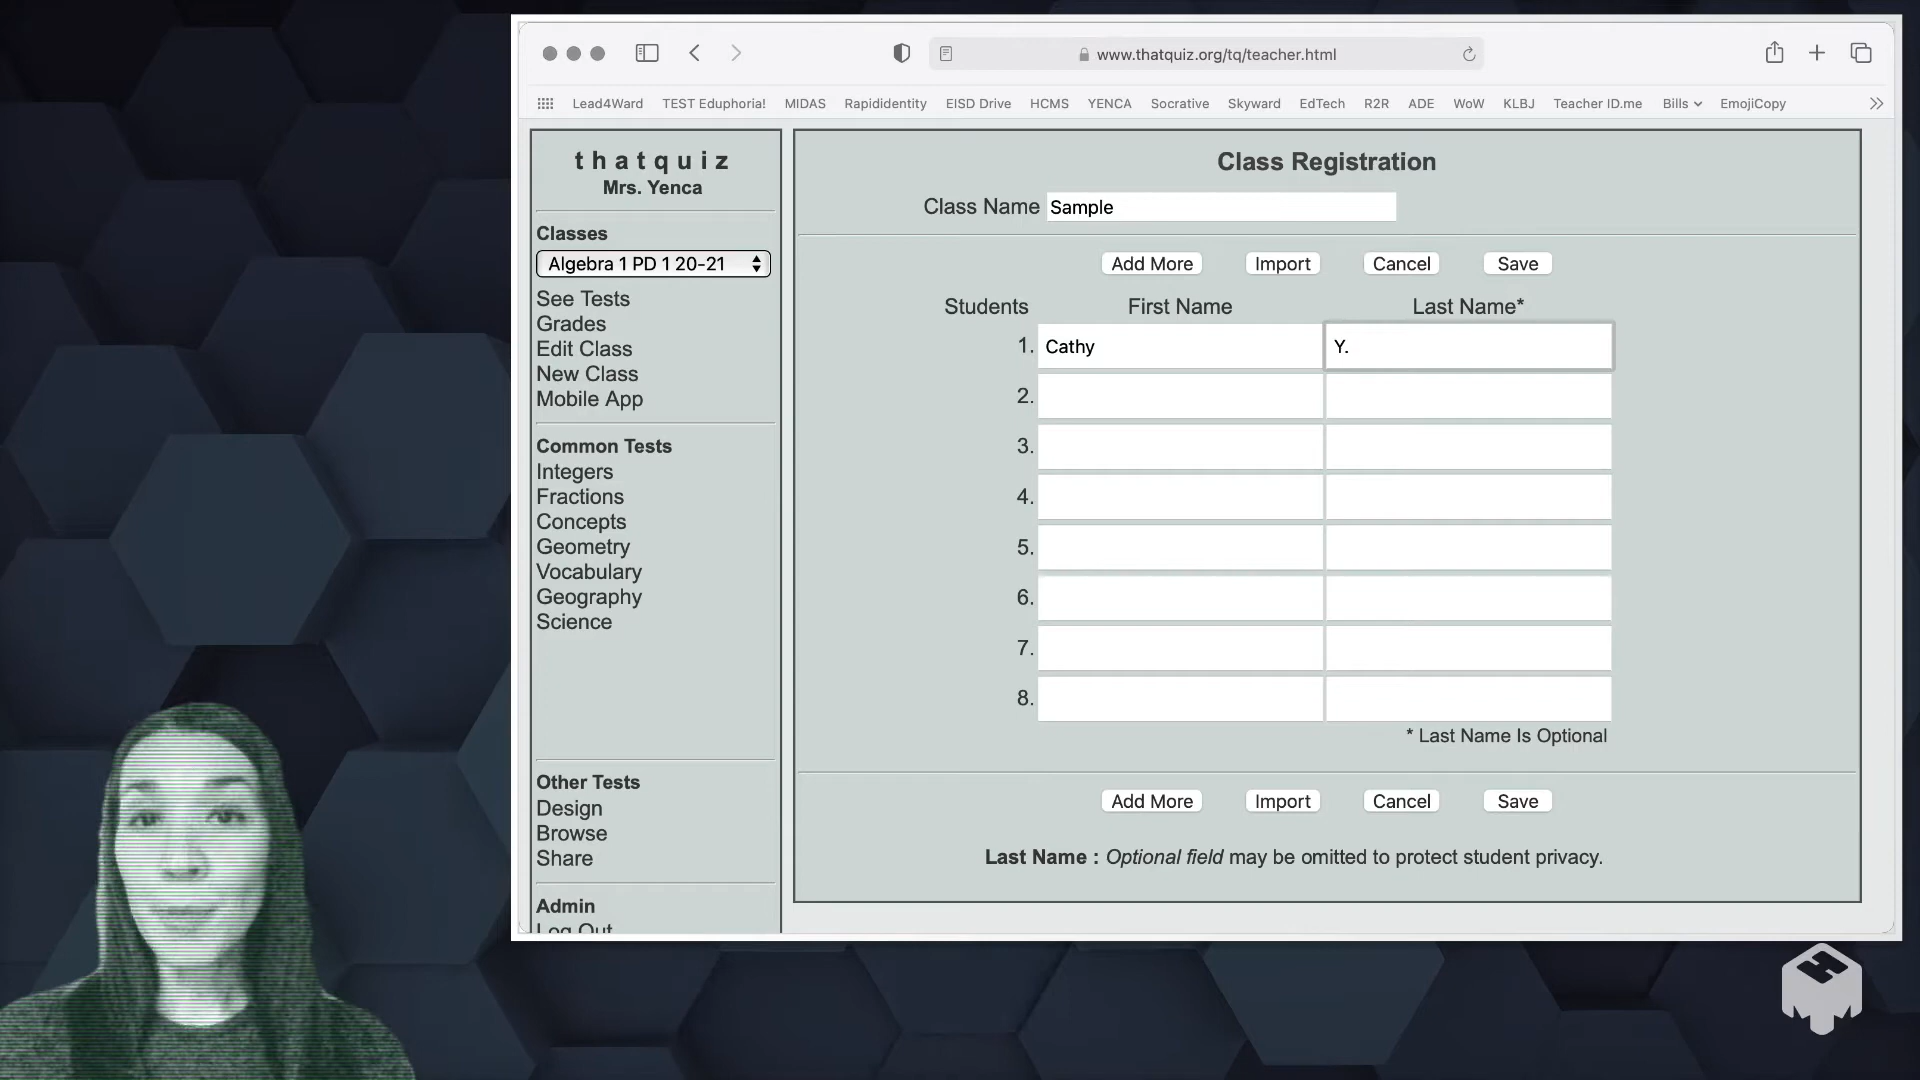 www.thatquiz.org/tq/teacher.html
Lead4Ward TEST Eduphoria! MIDAS Rapididentity EISD Drive HCMS YENCA Socrative Skyward EdTech R2R ADE WoW KLBJ Teacher ID.me Bills EmojiCopy
thatquiz
Mrs. Yenca
Classes
Algebra 1 PD 1 20-21
See Tests
Grades
Edit Class
New Class
Mobile App
Common Tests
Integers
Fractions
Concepts
Geometry
Vocabulary
Geography
Science
Other Tests
Design
Browse
Share
Admin
Log Out
Class Registration
Class Name Sample
Add More Import Cancel Save
Students First Name Last Name*
1. Cathy Y.
2.
3.
4.
5.
6.
7.
8.
* Last Name Is Optional
Add More Import Cancel Save
Last Name : Optional field may be omitted to protect student privacy.